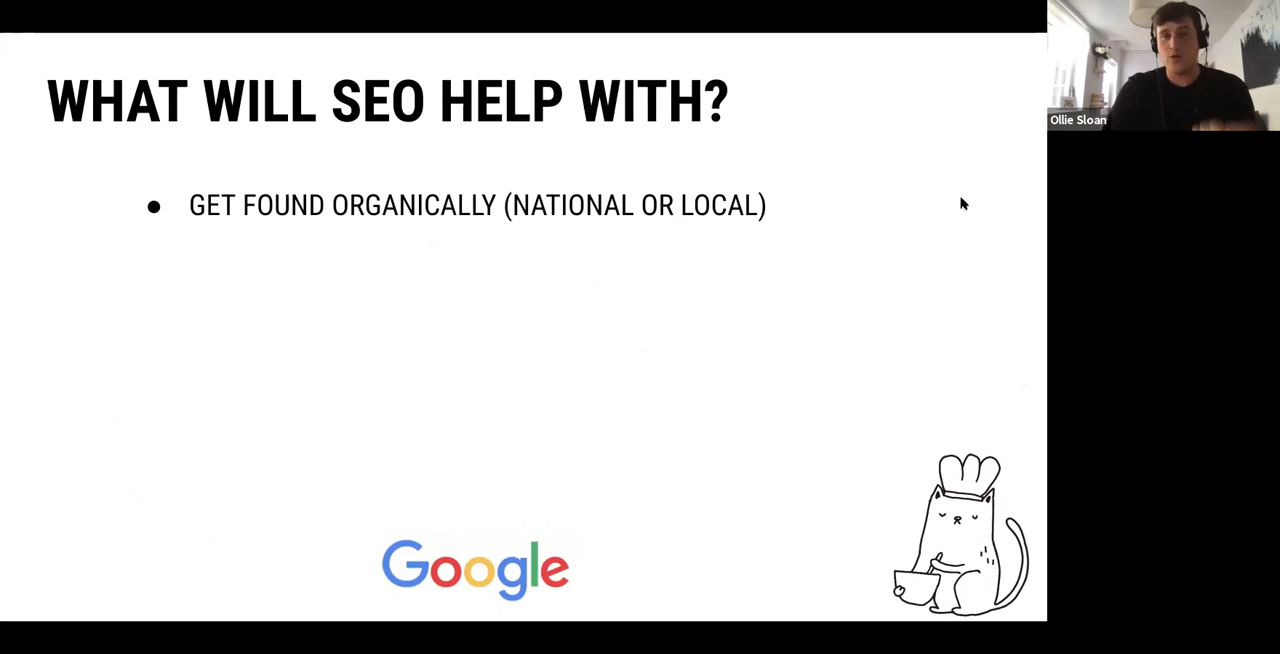 WHAT WILL SEO HELP WITH?
● GET FOUND ORGANICALLY (NATIONAL OR LOCAL)
Google
Ollie Sloan